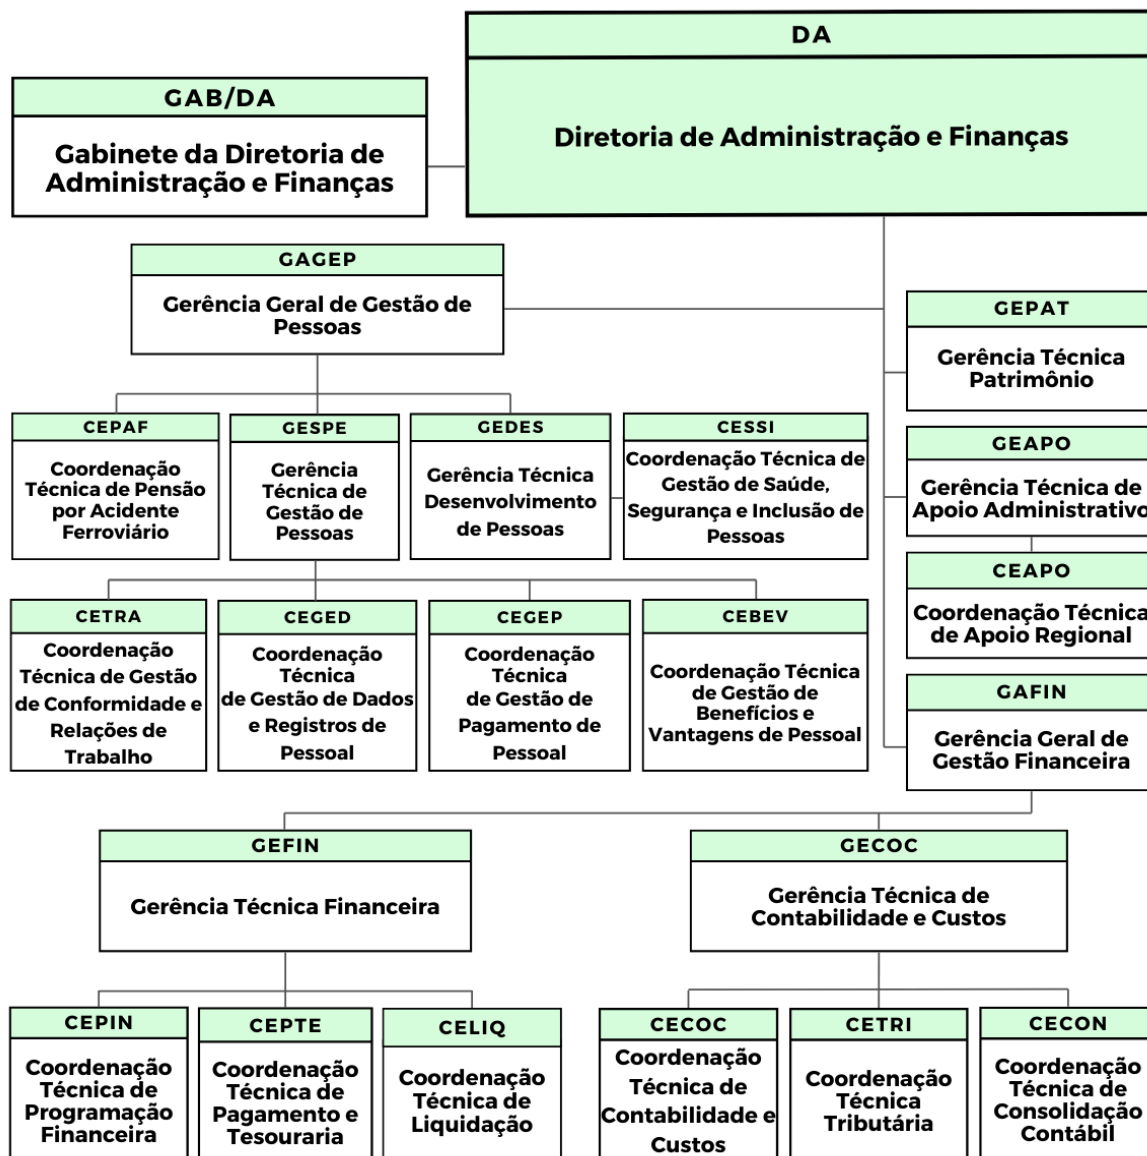 DA
Diretoria de Administração e Finanças
GAB/DA
Gabinete da Diretoria de
Administração e Finanças
GAGEP
Gerência Geral de Gestão de
Pessoas
GEPAT
Gerência Técnica
Patrimônio
CEPAF
Coordenação
Técnica de Pensão
por Acidente
Ferroviário
GESPE
Gerência
Técnica de
Gestão de
Pessoas
GEDES
Gerência Técnica
Desenvolvimento
de Pessoas
CESSI
Coordenação Técnica de
Gestão de Saúde,
Segurança e Inclusão de
Pessoas
GEAPO
Gerência Técnica de
Apoio Administrativo
CEAPO
Coordenação Técnica
de Apoio Regional
CETRA
Coordenação
Técnica de Gestão
de Conformidade e
Relações de
Trabalho
CEGED
Coordenação
Técnica
de Gestão de Dados
e Registros de
Pessoal
CEGEP
Coordenação
Técnica
de Gestão de
Pagamento de
Pessoal
CEBEV
Coordenação Técnica
de Gestão de
Benefícios e
Vantagens de Pessoal
GAFIN
Gerência Geral de
Gestão Financeira
GEFIN
Gerência Técnica Financeira
GECOC
Gerência Técnica de
Contabilidade e Custos
CEPIN
Coordenação
Técnica de
Programação
Financeira
CEPTE
Coordenação
Técnica de
Pagamento e
Tesouraria
CELIQ
Coordenação
Técnica de
Liquidação
CECOC
Coordenação
Técnica de
Contabilidade e
Custos
CETRI
Coordenação
Técnica
Tributária
CECON
Coordenação
Técnica de
Consolidação
Contábil